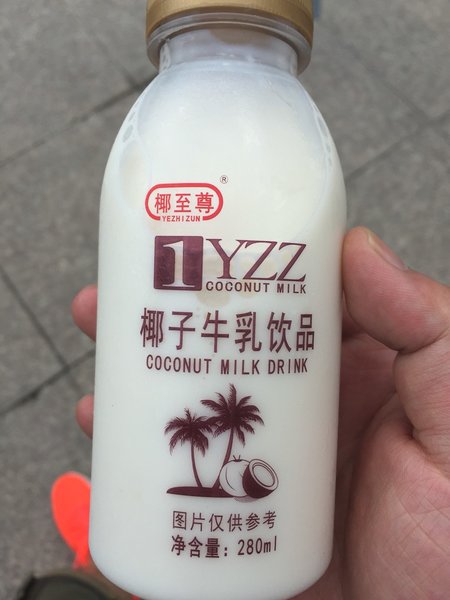 ®
椰至尊
YEZHIZUN
1YZZ
COCONUT MILK
椰子牛乳饮品
COCONUT MILK DRINK
图片仅供参考
净含量：280ml